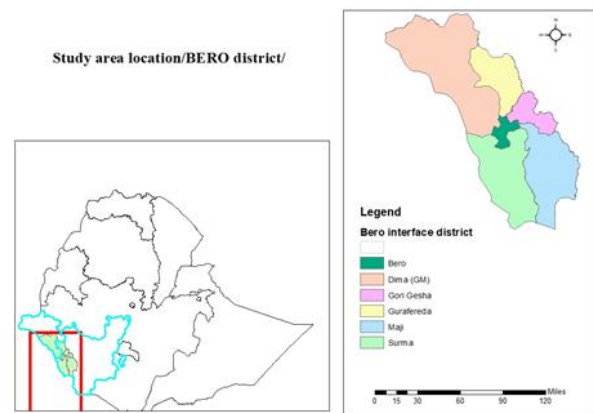 Study area location/BERO district/
N
S
Legend
Bero interface district
Bero
Dima (GM)
Gori Gesha
Gurafereda
Maji
Surma
Miles
0 15 30 60 90 120